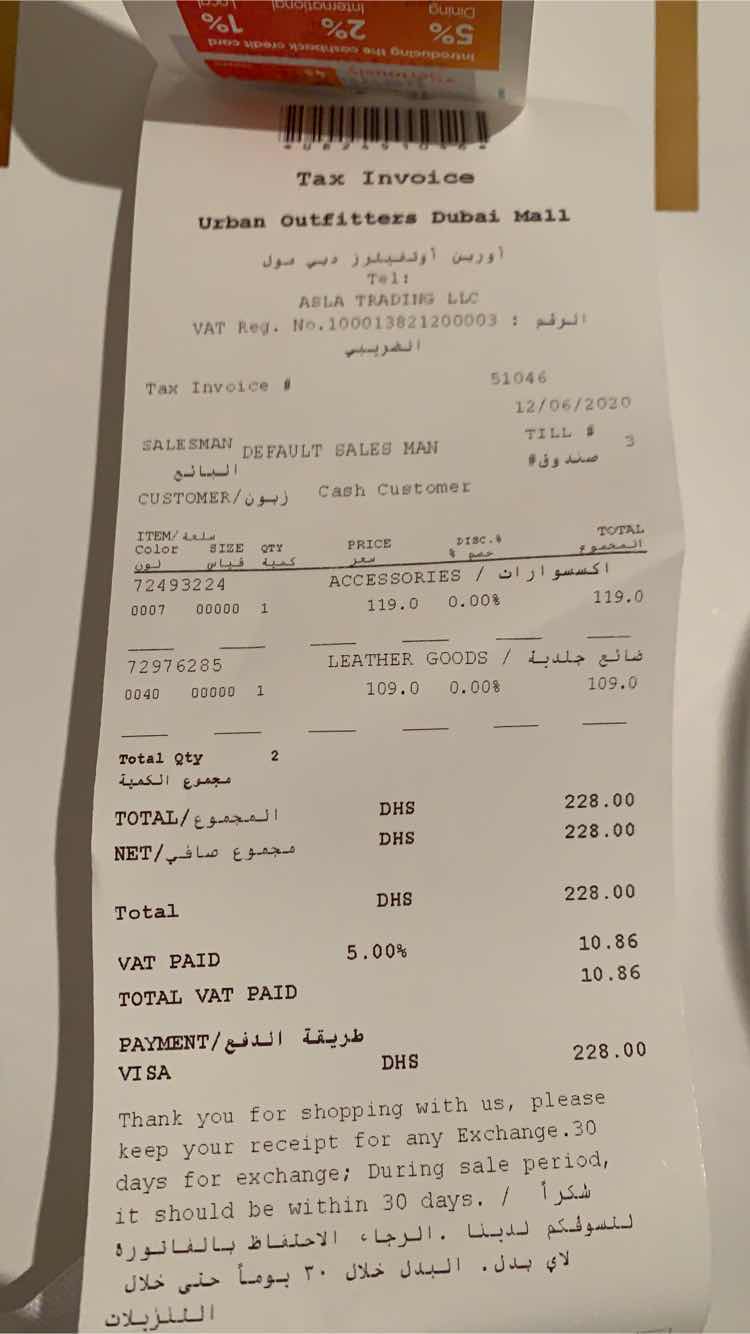 Dining
International
Local
5%
2%
1%
Introducing the cashback credit card
Tax Invoice
Urban Outfitters Dubai Mall
أوربن أوتفيلرز دبي مول
Tel:
ASLA TRADING LLC
VAT Reg. No.100013821200003 : الرقم
الضريبي
Tax Invoice # 51046
12/06/2020
SALESMAN DEFAULT SALES MAN TILL # 3
البائع صندوق#
CUSTOMER/زبون Cash Customer
ITEM/سلعة TOTAL
Color SIZE QTY PRICE DISC.% المجموع
لون قياس كمية سعر خصم %
72493224 ACCESSORIES / اكسسوارات
0007 00000 1 119.0 0.00% 119.0
72976285 LEATHER GOODS / ضائع جلدية
0040 00000 1 109.0 0.00% 109.0
Total Qty 2
مجموع الكمية
TOTAL/المجموع DHS 228.00
NET/مجموع صافي DHS 228.00
Total DHS 228.00
VAT PAID 5.00% 10.86
TOTAL VAT PAID 10.86
PAYMENT/طريقة الدفع
VISA DHS 228.00
Thank you for shopping with us, please
keep your receipt for any Exchange.30
days for exchange; During sale period,
it should be within 30 days. / شكراً
لتسوقكم لدينا .الرجاء الاحتفاظ بالفاتورة
لاي بدل. البدل خلال ٣٠ يوماً حتى خلال
التنزيلات